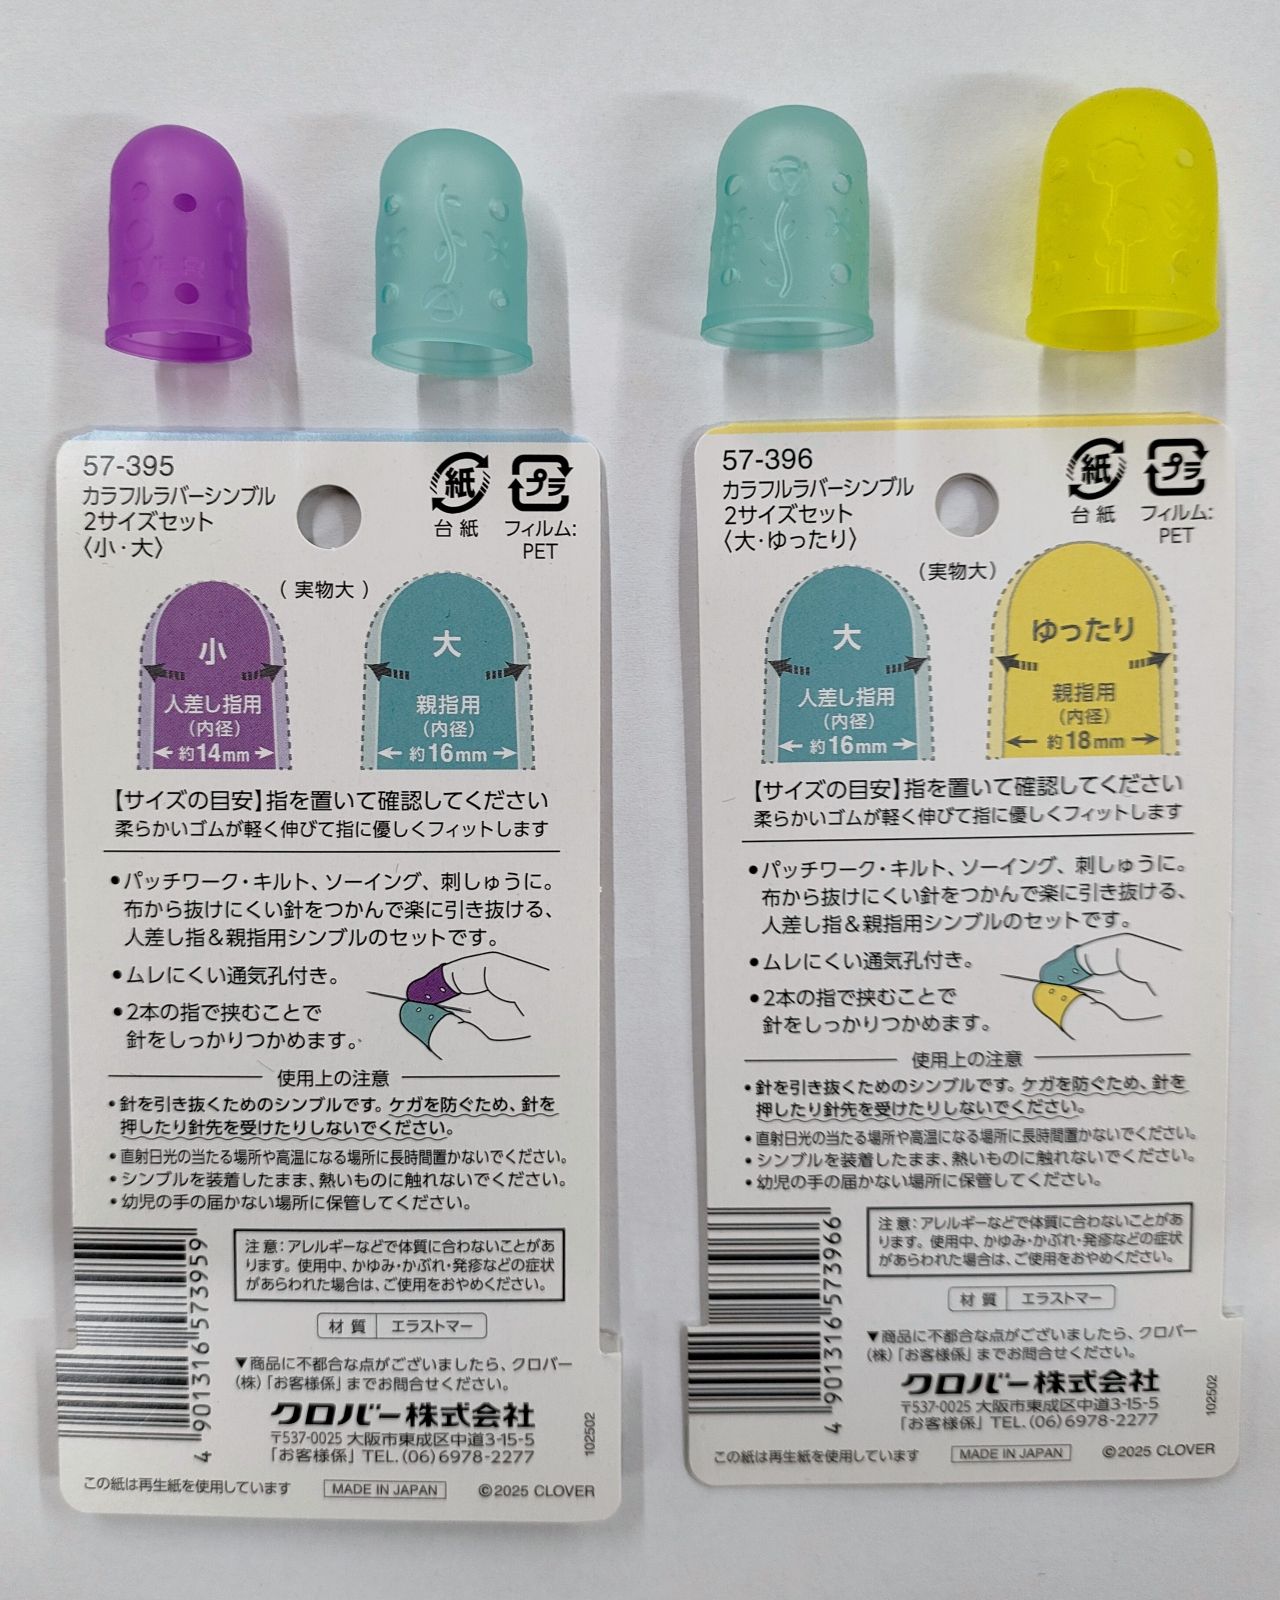 57-395
カラフルラバーシンブル
2サイズセット
〈小・大〉
紙
台紙
プラ
フィルム:
PET
(実物大)
小
人差し指用
(内径)
約14mm
大
親指用
(内径)
約16mm
【サイズの目安】指を置いて確認してください
柔らかいゴムが軽く伸びて指に優しくフィットします
•パッチワーク・キルト、ソーイング、刺しゅうに。
布から抜けにくい針をつかんで楽に引き抜ける、
人差し指&親指用シンブルのセットです。
•ムレにくい通気孔付き。
•2本の指で挟むことで
針をしっかりつかめます。
使用上の注意
•針を引き抜くためのシンブルです。ケガを防ぐため、針を
押したり針先を受けたりしないでください。
•直射日光の当たる場所や高温になる場所に長時間置かないでください。
•シンブルを装着したまま、熱いものに触れないでください。
•幼児の手の届かない場所に保管してください。
4901316573959
注意:アレルギーなどで体質に合わないことがあ
ります。使用中、かゆみ・かぶれ・発疹などの症状
があらわれた場合は、ご使用をおやめください。
材質 エラストマー
▼商品に不都合な点がございましたら、クロバー
(株)「お客様係」までお問合せください。
クロバー株式会社
〒537-0025 大阪市東成区中道3-15-5
「お客様係」TEL.(06)6978-2277
102502
この紙は再生紙を使用しています
MADE IN JAPAN
©2025 CLOVER
57-396
カラフルラバーシンブル
2サイズセット
〈大・ゆったり〉
紙
台紙
プラ
フィルム:
PET
(実物大)
大
人差し指用
(内径)
約16mm
ゆったり
親指用
(内径)
約18mm
【サイズの目安】指を置いて確認してください
柔らかいゴムが軽く伸びて指に優しくフィットします
•パッチワーク・キルト、ソーイング、刺しゅうに。
布から抜けにくい針をつかんで楽に引き抜ける、
人差し指&親指用シンブルのセットです。
•ムレにくい通気孔付き。
•2本の指で挟むことで
針をしっかりつかめます。
使用上の注意
•針を引き抜くためのシンブルです。ケガを防ぐため、針を
押したり針先を受けたりしないでください。
•直射日光の当たる場所や高温になる場所に長時間置かないでください。
•シンブルを装着したまま、熱いものに触れないでください。
•幼児の手の届かない場所に保管してください。
4901316573966
注意:アレルギーなどで体質に合わないことがあ
ります。使用中、かゆみ・かぶれ・発疹などの症状
があらわれた場合は、ご使用をおやめください。
材質 エラストマー
▼商品に不都合な点がございましたら、クロバー
(株)「お客様係」までお問合せください。
クロバー株式会社
〒537-0025 大阪市東成区中道3-15-5
「お客様係」TEL.(06)6978-2277
102502
この紙は再生紙を使用しています
MADE IN JAPAN
©2025 CLOVER